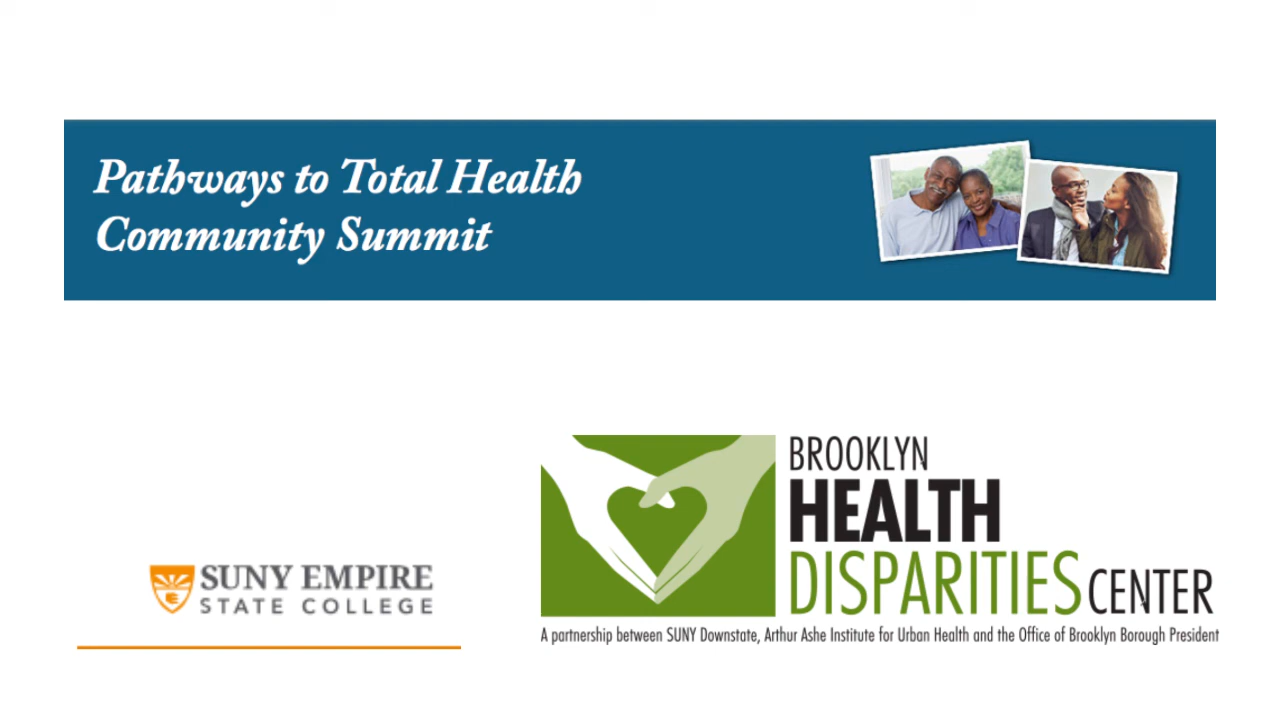 Pathways to Total Health
Community Summit
SUNY EMPIRE
STATE COLLEGE
BROOKLYN
HEALTH
DISPARITIES CENTER
A partnership between SUNY Downstate, Arthur Ashe Institute for Urban Health and the Office of Brooklyn Borough President